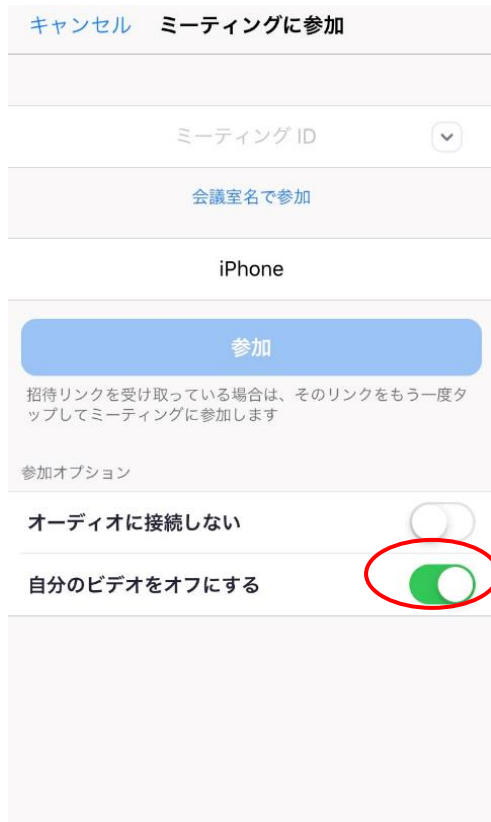 キャンセル ミーティングに参加
ミーティング ID
会議室名で参加
iPhone
参加
招待リンクを受け取っている場合は、そのリンクをもう一度タ
ップしてミーティングに参加します
参加オプション
オーディオに接続しない
自分のビデオをオフにする